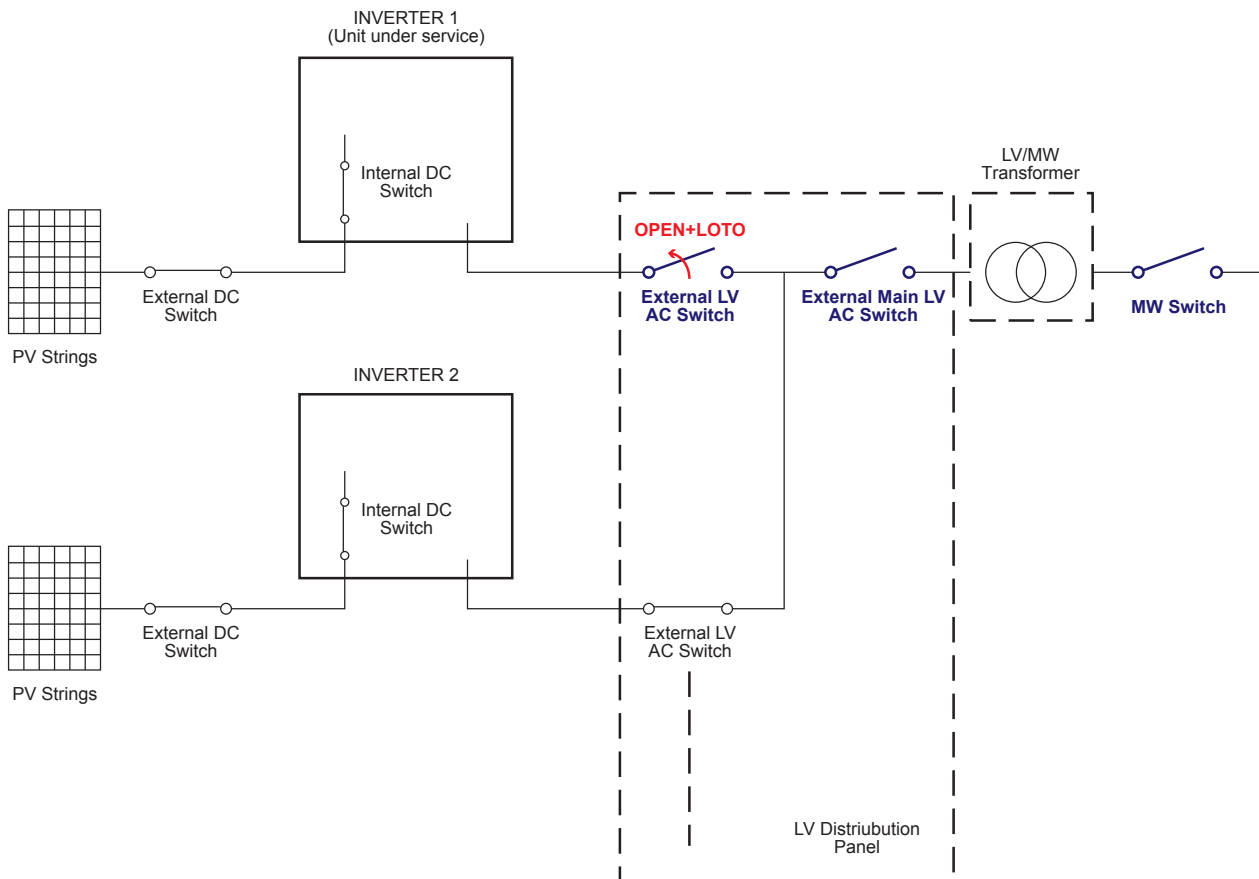 INVERTER 1
(Unit under service)
Internal DC
Switch
LV/MW
Transformer
OPEN+LOTO
External DC
Switch
External LV
AC Switch
External Main LV
AC Switch
MW Switch
PV Strings
INVERTER 2
Internal DC
Switch
External DC
Switch
External LV
AC Switch
PV Strings
LV Distriubution
Panel